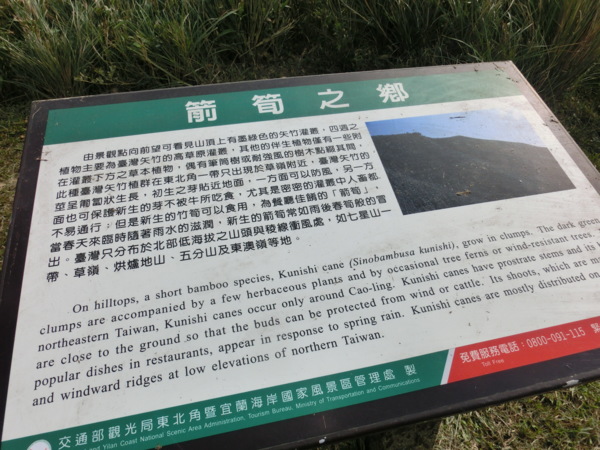 箭筍之鄉
由景觀點向前望可看見山頂上有墨綠色的矢竹灌叢，四週之
植物主要為臺灣矢竹的高草原灌叢，其他的伴生植物僅有一些附
在灌叢下方之草本植物，偶有筆筒樹或耐強風的樹木點綴其間，
此種臺灣矢竹植群在東北角一帶只出現於草嶺附近，臺灣矢竹的
莖呈匍匐狀生長，初生之芽貼近地面，一方面可以防風，另一方
面也可保護新生的芽不被牛所吃食，尤其是密密的灌叢中人畜都
不易通行；但是新生的竹筍可以食用，為餐廳佳餚的「箭筍」，
當春天來臨時隨著雨水的滋潤，新生的箭筍常如雨後春筍般的冒
出。臺灣只分布於北部低海拔之山頭與稜線衝風處，如七星山一
帶、草嶺、烘爐地山、五分山及東澳嶺等地。
On hilltops, a short bamboo species, Kunishi cane (Sinobambusa kunishi), grow in clumps. The dark green
clumps are accompanied by a few herbaceous plants and by occasional tree ferns or wind-resistant trees.
northeastern Taiwan, Kunishi canes occur only around Cao-ling. Kunishi canes have prostrate stems and its
are close to the ground so that the buds can be protected from wind or cattle. Its shoots, which are
popular dishes in restaurants, appear in response to spring rain. Kunishi canes are mostly distributed on
and windward ridges at low elevations of northern Taiwan.
交通部觀光局東北角暨宜蘭海岸國家風景區管理處 製
and Yilan Coast National Scenic Area Administration, Tourism Bureau, Ministry of Transportation and Communications
免費服務電話：0800-091-115
Toll Free